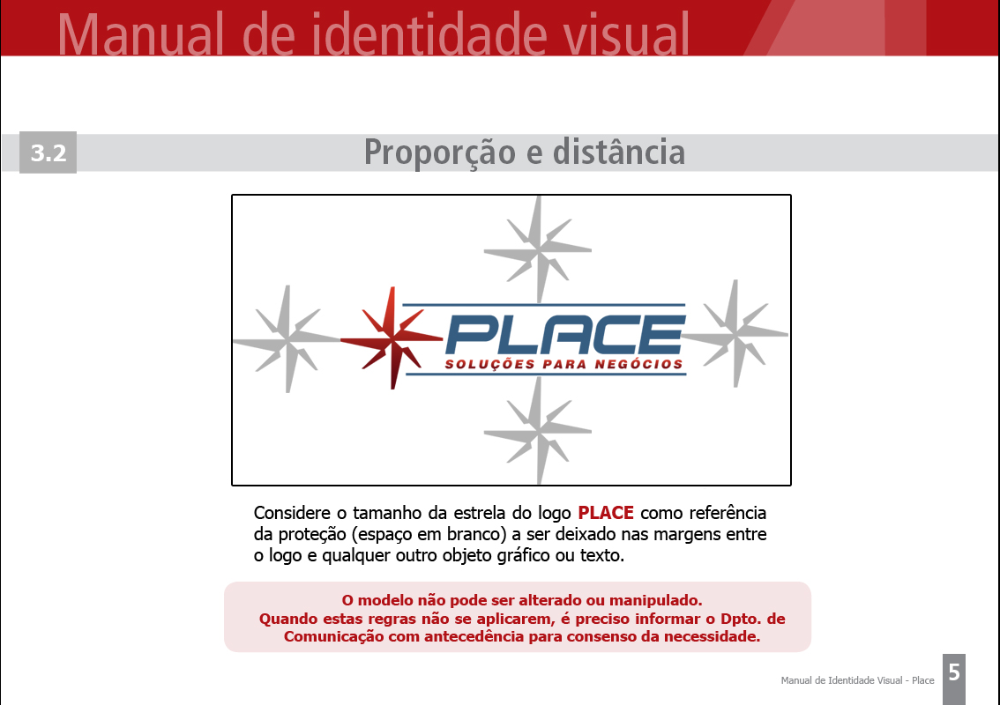 Manual de identidade visual
3.2
Proporção e distância
PLACE
SOLUÇÕES PARA NEGÓCIOS
Considere o tamanho da estrela do logo PLACE como referência
da proteção (espaço em branco) a ser deixado nas margens entre
o logo e qualquer outro objeto gráfico ou texto.
O modelo não pode ser alterado ou manipulado.
Quando estas regras não se aplicarem, é preciso informar o Dpto. de
Comunicação com antecedência para consenso da necessidade.
Manual de Identidade Visual - Place
5